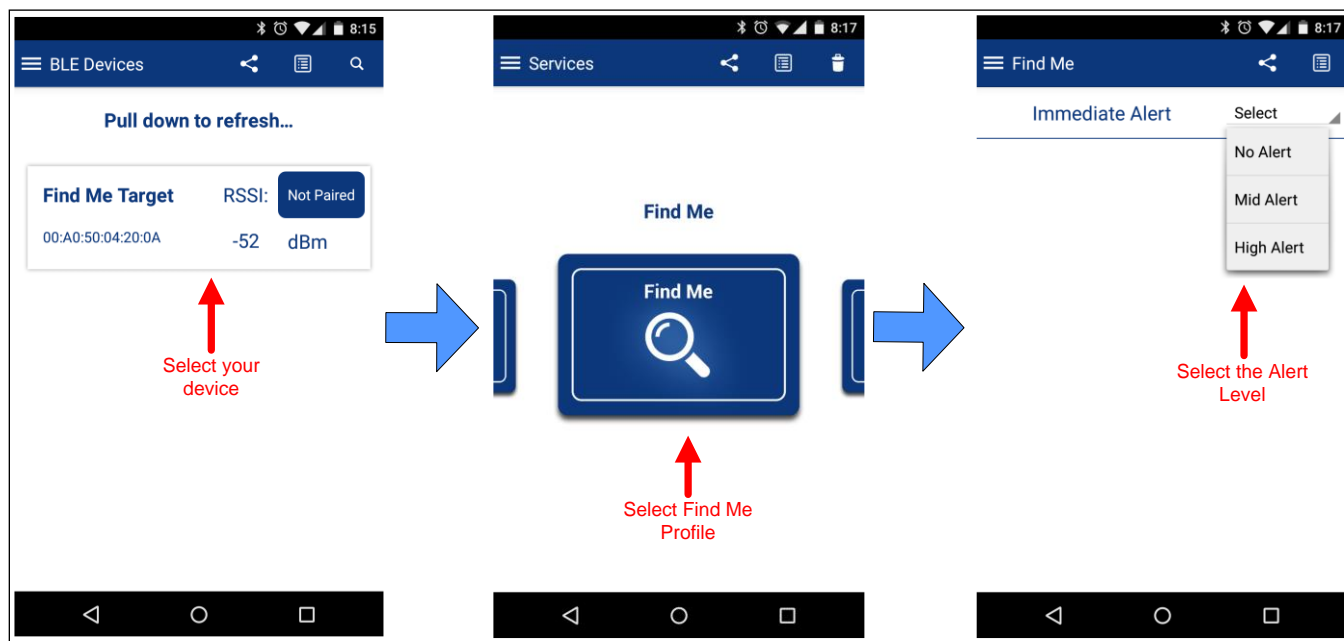 8:15
BLE Devices
Pull down to refresh...
Find Me Target RSSI: Not Paired
00:A0:50:04:20:0A -52 dBm
Select your
device
8:17
Services
Find Me
Find Me
Select Find Me
Profile
8:17
Find Me
Immediate Alert Select
No Alert
Mid Alert
High Alert
Select the Alert
Level